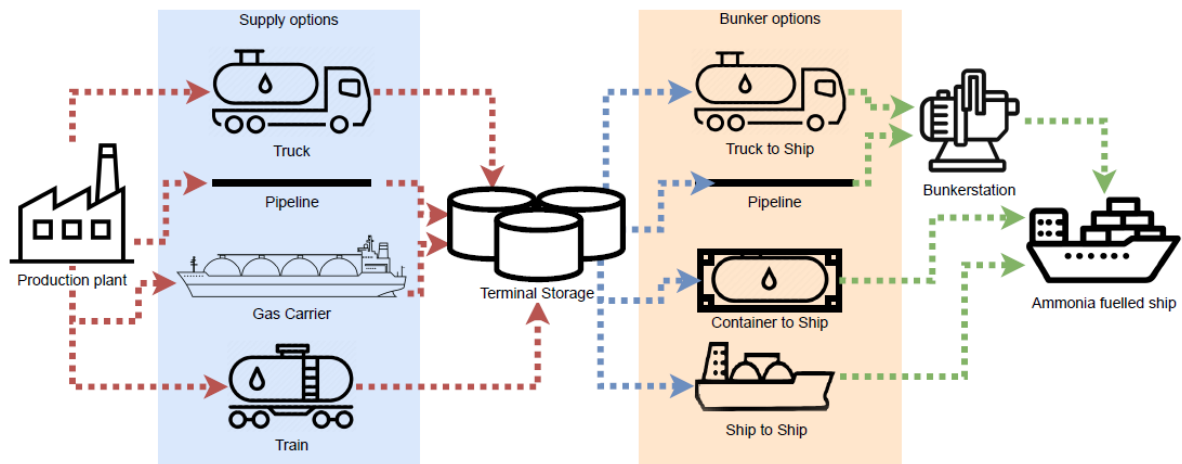 Supply options
Bunker options
Truck
Truck to Ship
Pipeline
Pipeline
Bunkerstation
Production plant
Gas Carrier
Terminal Storage
Container to Ship
Ammonia fuelled ship
Train
Ship to Ship